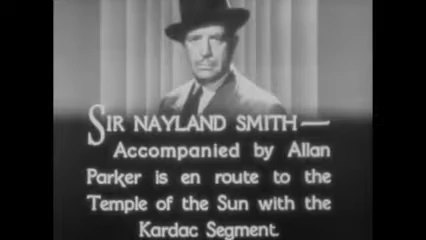 SIR NAYLAND SMITH—
Accompanied by Allan
Parker is en route to the
Temple of the Sun with the
Kardac Segment.